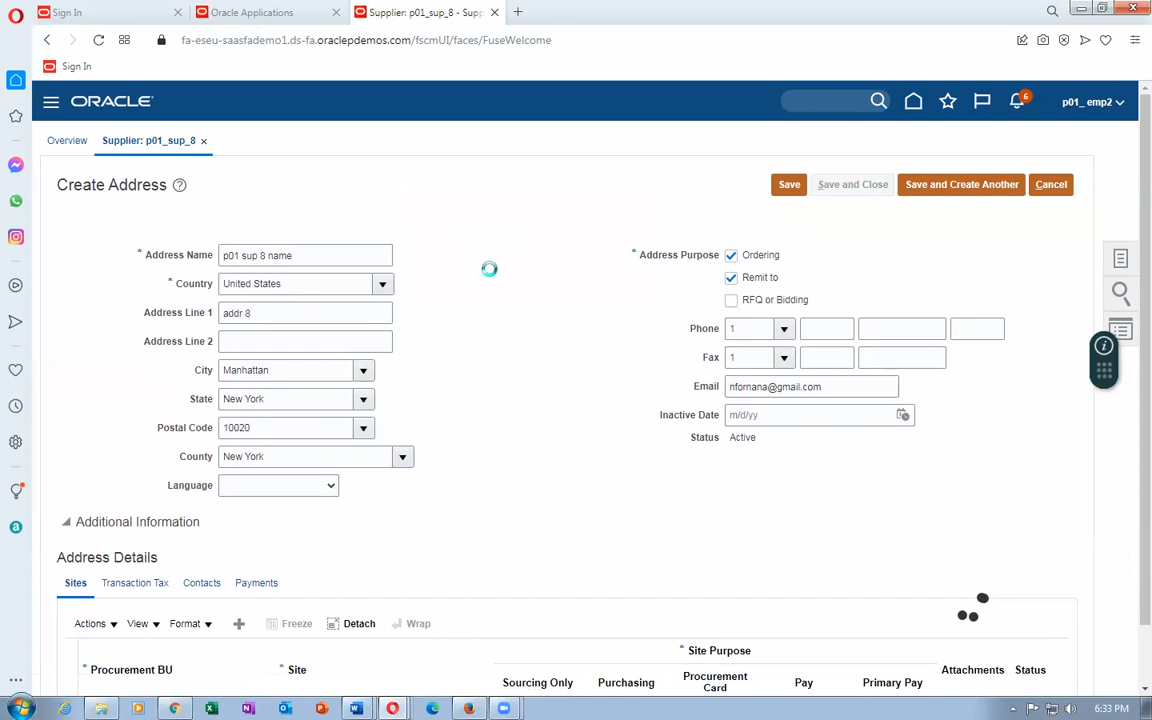 Sign In
Oracle Applications
Supplier: p01_sup_8 - Supp
fa-eseu-saasfademo1.ds-fa.oraclepdemos.com/fscmUI/faces/FuseWelcome
Sign In
ORACLE
6
p01_ emp2
Overview
Supplier: p01_sup_8
Create Address
Save
Save and Close
Save and Create Another
Cancel
* Address Name p01 sup 8 name
* Country United States
Address Line 1 addr 8
Address Line 2
City Manhattan
State New York
Postal Code 10020
County New York
Language
* Address Purpose Ordering
Remit to
RFQ or Bidding
Phone 1
Fax 1
Email nfornana@gmail.com
Inactive Date m/d/yy
Status Active
Additional Information
Address Details
Sites Transaction Tax Contacts Payments
Actions View Format Freeze Detach Wrap
* Procurement BU
* Site
* Site Purpose
Sourcing Only
Purchasing
Procurement
Card
Pay
Primary Pay
Attachments
Status
6:33 PM